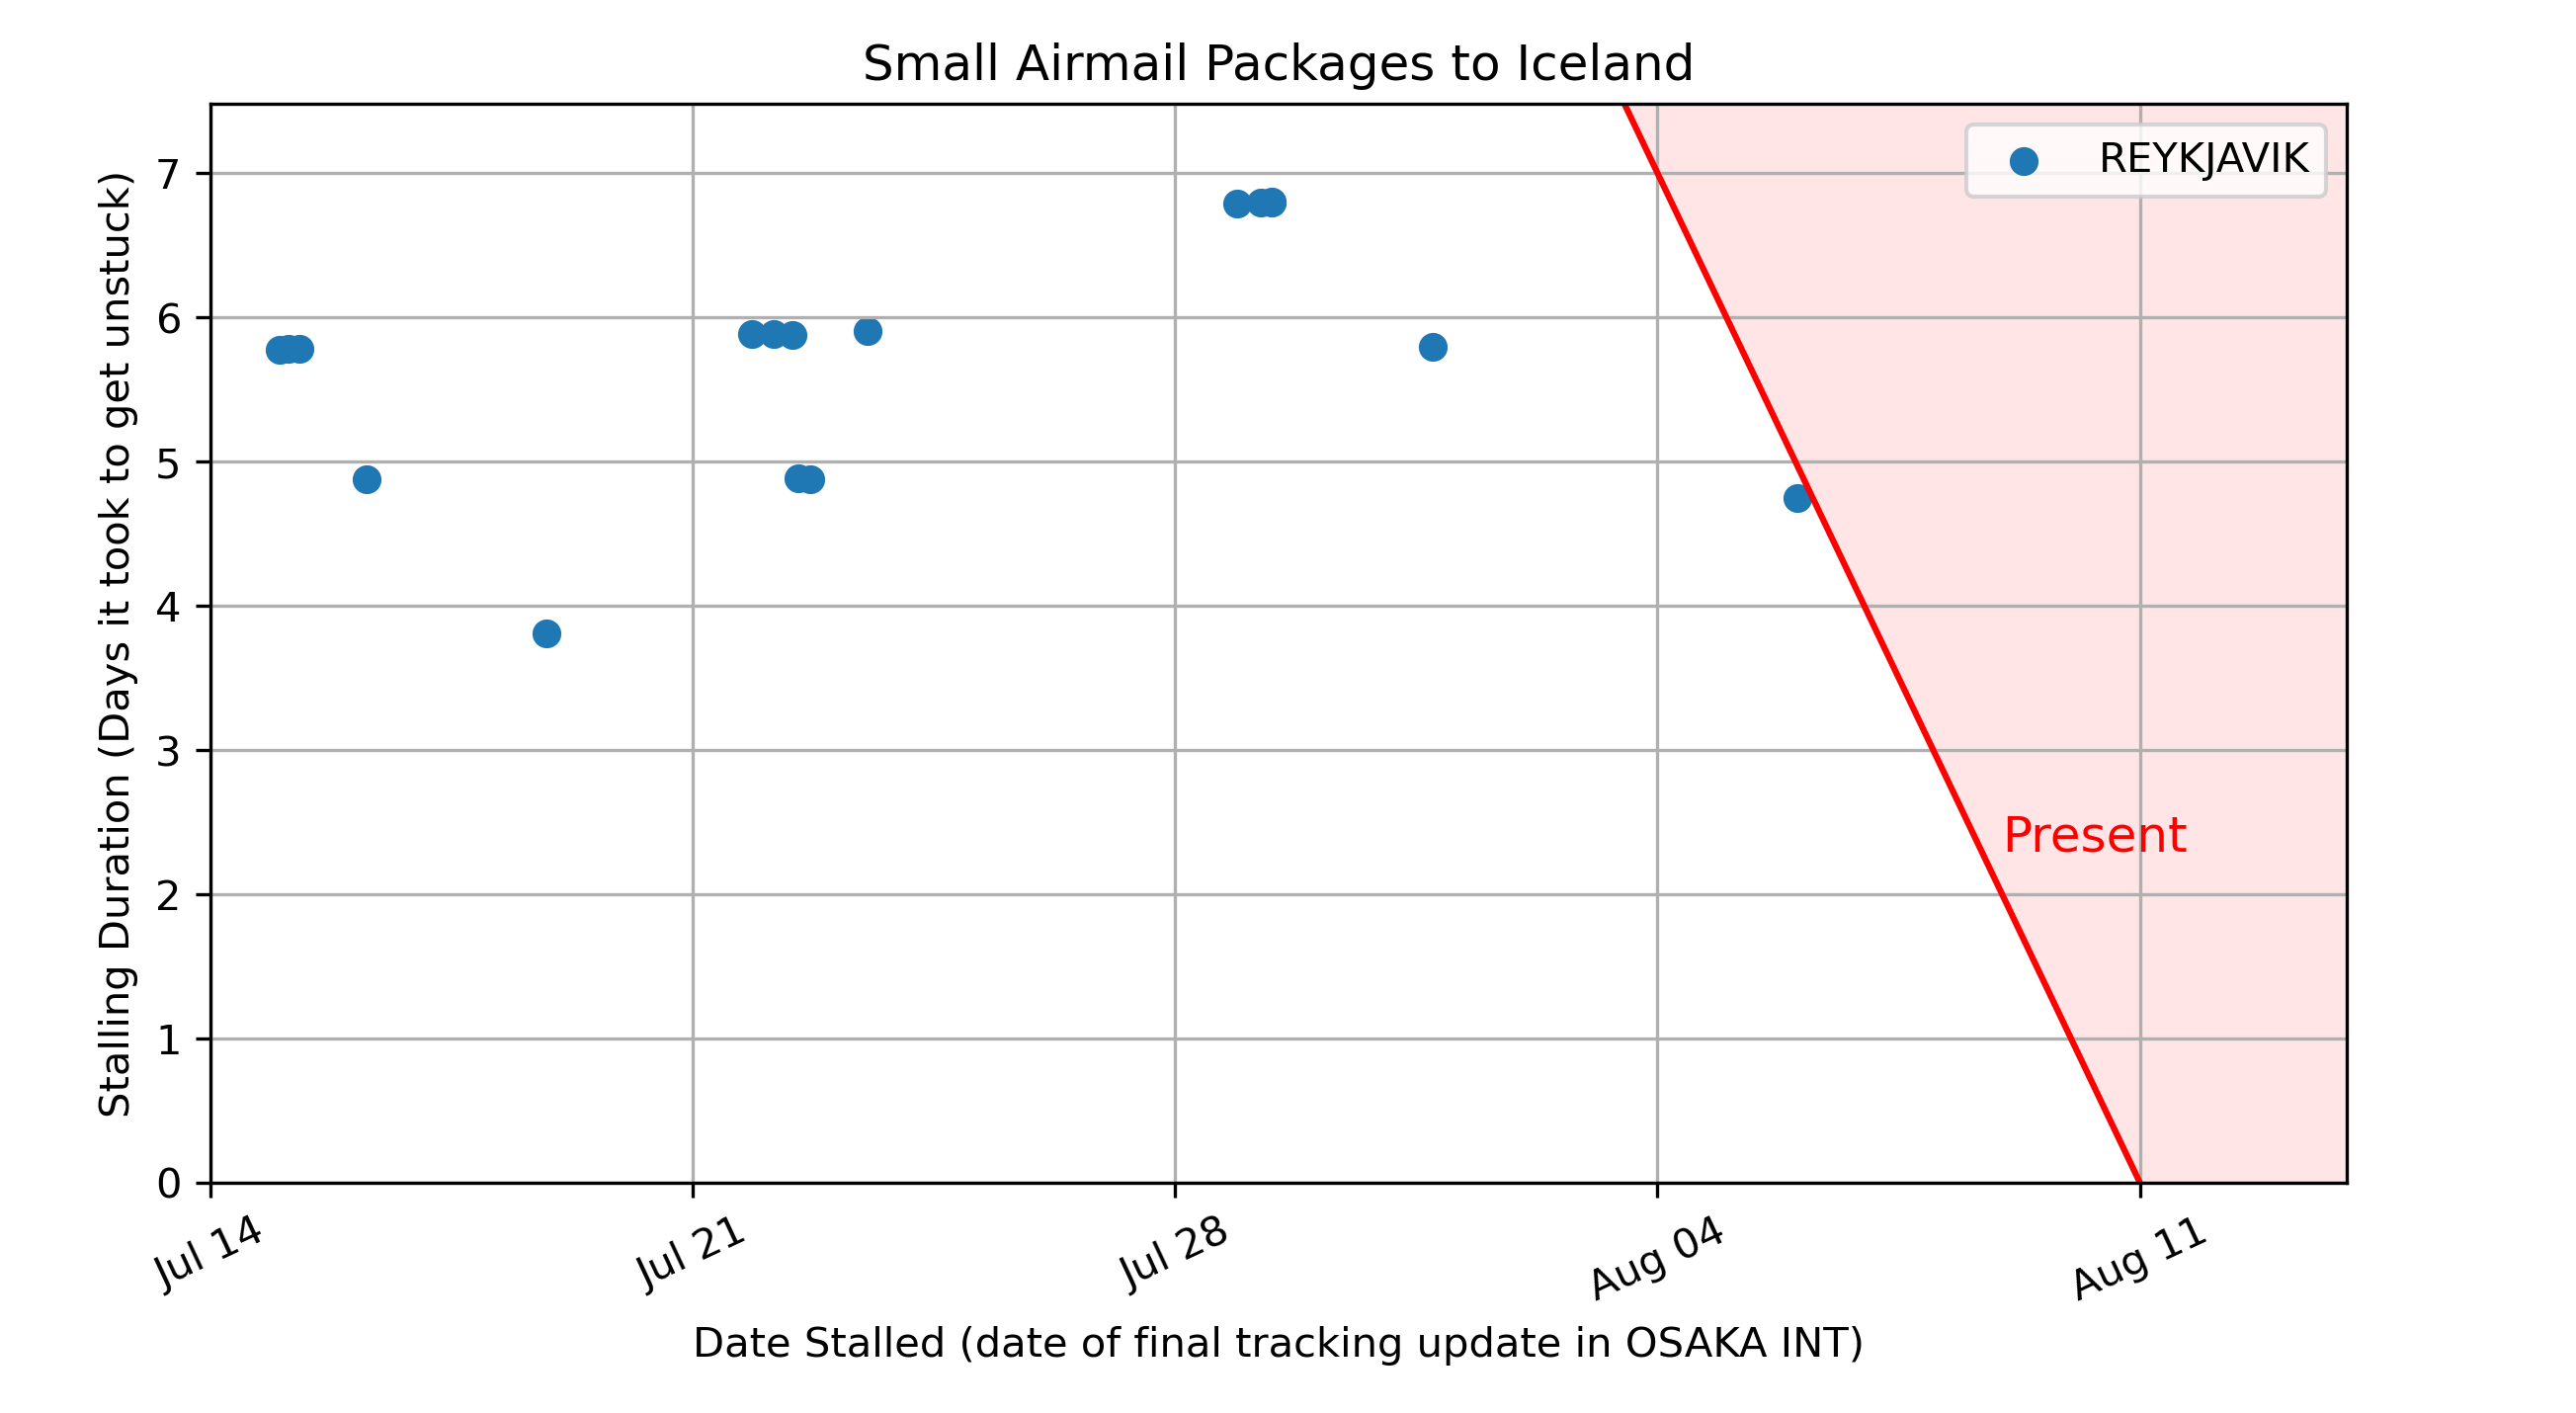 Small Airmail Packages to Iceland
REYKJAVIK
Stalling Duration (Days it took to get unstuck)
7
6
5
4
3
2
1
0
Present
Jul 14
Jul 21
Jul 28
Aug 04
Aug 11
Date Stalled (date of final tracking update in OSAKA INT)